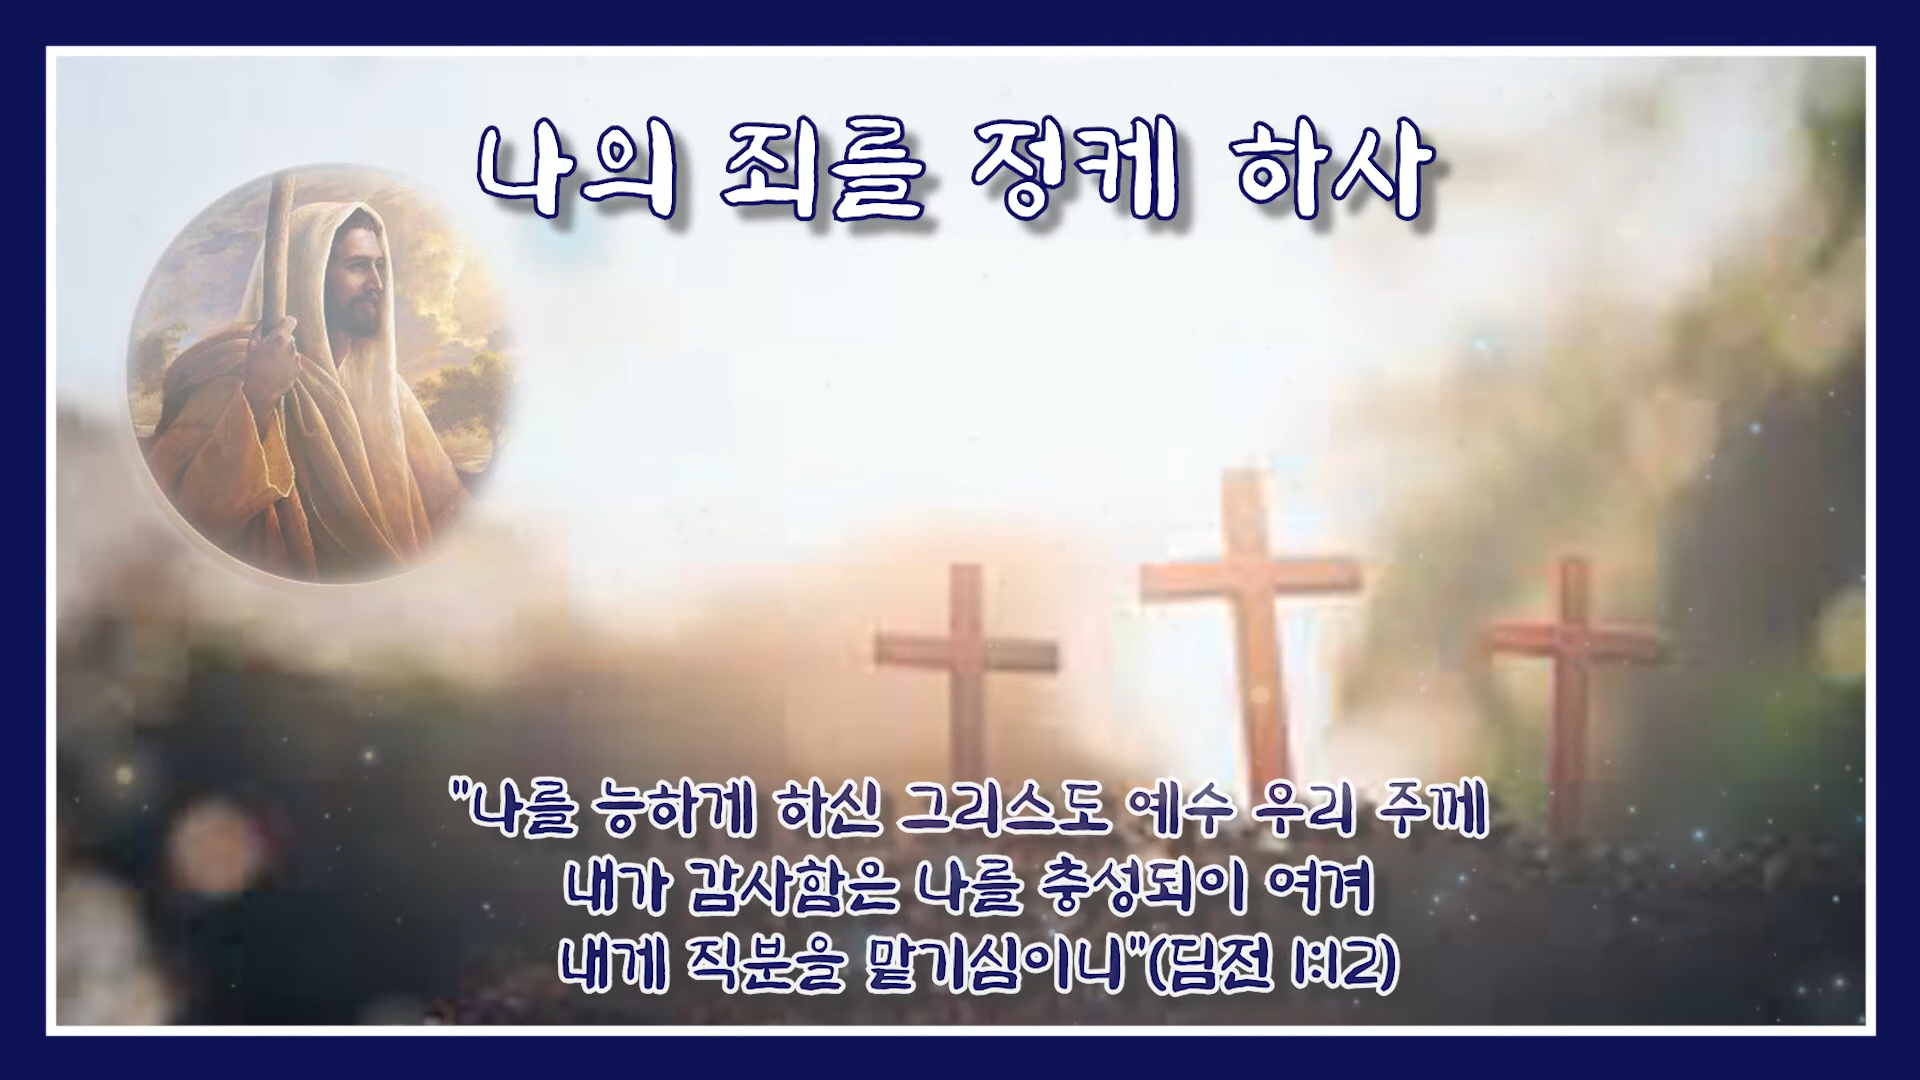 나의 죄를 정케 하사
"나를 능하게 하신 그리스도 예수 우리 주께
내가 감사함은 나를 충성되이 여겨
내게 직분을 맡기심이니"(딤전 1:12)